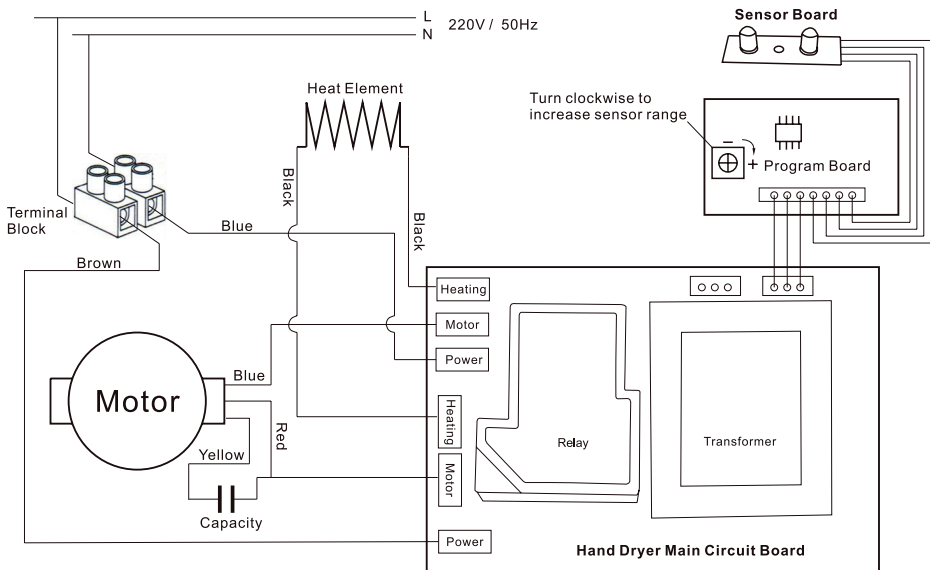 L
N
220V / 50Hz
Sensor Board
Heat Element
Turn clockwise to
increase sensor range
−
+
Program Board
Black
Black
Terminal
Block
Blue
Brown
Heating
Motor
Power
Blue
Motor
Red
Heating
Relay
Transformer
Yellow
Motor
Capacity
Power
Hand Dryer Main Circuit Board